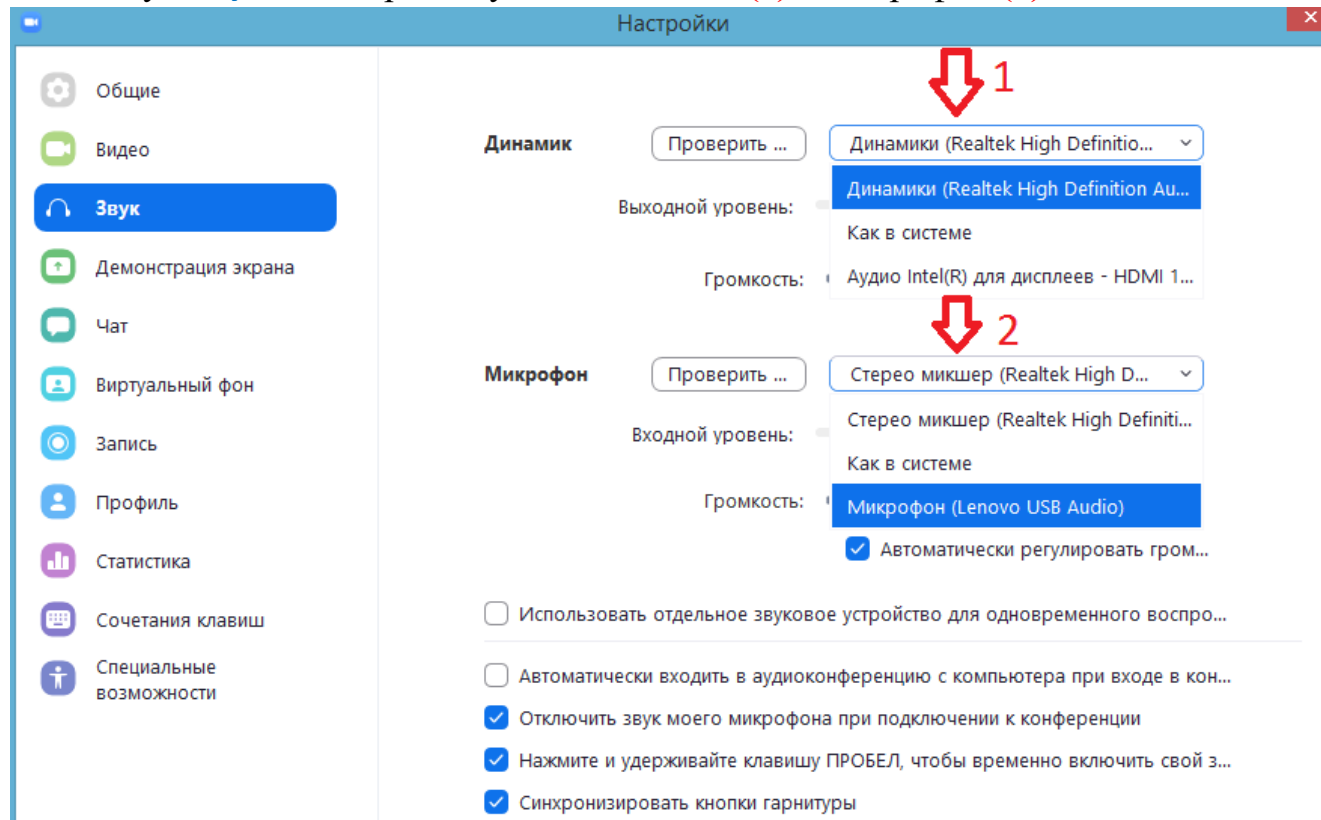 (1)
(2)
Настройки
Общие
Видео
Звук
Демонстрация экрана
Чат
Виртуальный фон
Запись
Профиль
Статистика
Сочетания клавиш
Специальные
возможности
1
Динамик Проверить ... Динамики (Realtek High Definitio...
Динамики (Realtek High Definition Au...
Выходной уровень:
Как в системе
Громкость: Аудио Intel(R) для дисплеев - HDMI 1...
2
Микрофон Проверить ... Стерео микшер (Realtek High D...
Стерео микшер (Realtek High Definiti...
Входной уровень:
Как в системе
Громкость: Микрофон (Lenovo USB Audio)
Автоматически регулировать гром...
Использовать отдельное звуковое устройство для одновременного воспро...
Автоматически входить в аудиоконференцию с компьютера при входе в кон...
Отключить звук моего микрофона при подключении к конференции
Нажмите и удерживайте клавишу ПРОБЕЛ, чтобы временно включить свой з...
Синхронизировать кнопки гарнитуры